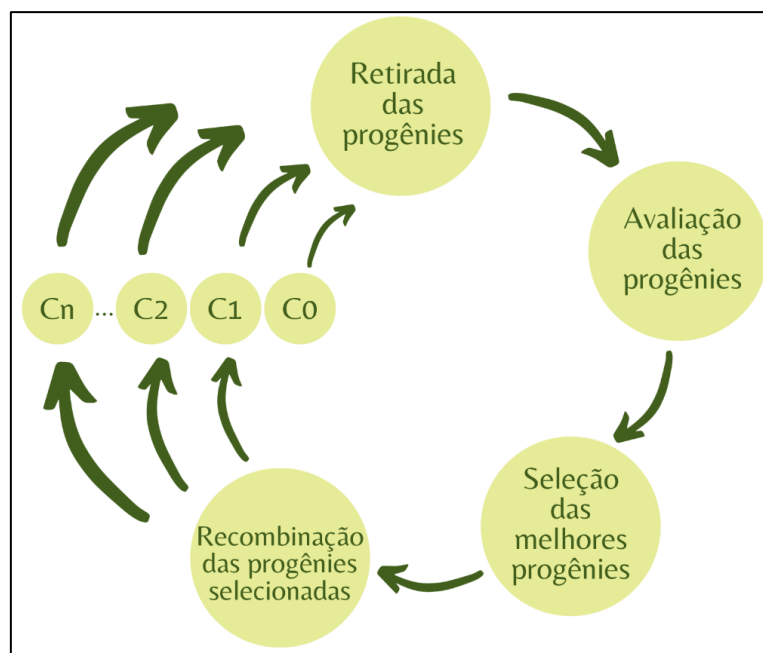 Retirada
das
progênies
Avaliação
das
progênies
Cn ... C2 C1 C0
Seleção
das
melhores
progênies
Recombinação
das progênies
selecionadas